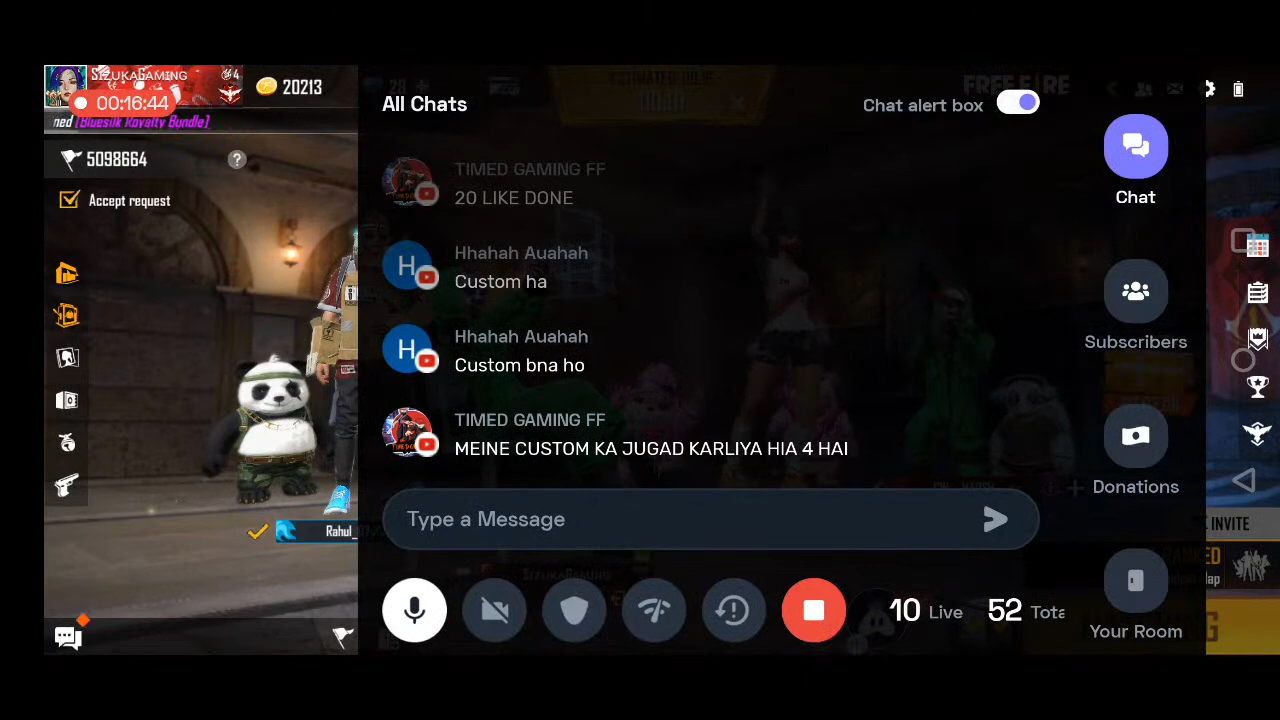 SIZUKAGAMING
4
20213
00:16:44
ned [Bluesilk Royalty Bundle]
5098664
?
Accept request
Rahul_
All Chats
Chat alert box
FREE FIRE
TIMED GAMING FF
20 LIKE DONE
H
Hhahah Auahah
Custom ha
H
Hhahah Auahah
Custom bna ho
TIMED GAMING FF
MEINE CUSTOM KA JUGAD KARLIYA HIA 4 HAI
Type a Message
SIZUKAGAMING
10 Live
52 Tota
Chat
Subscribers
Donations
Your Room
INVITE